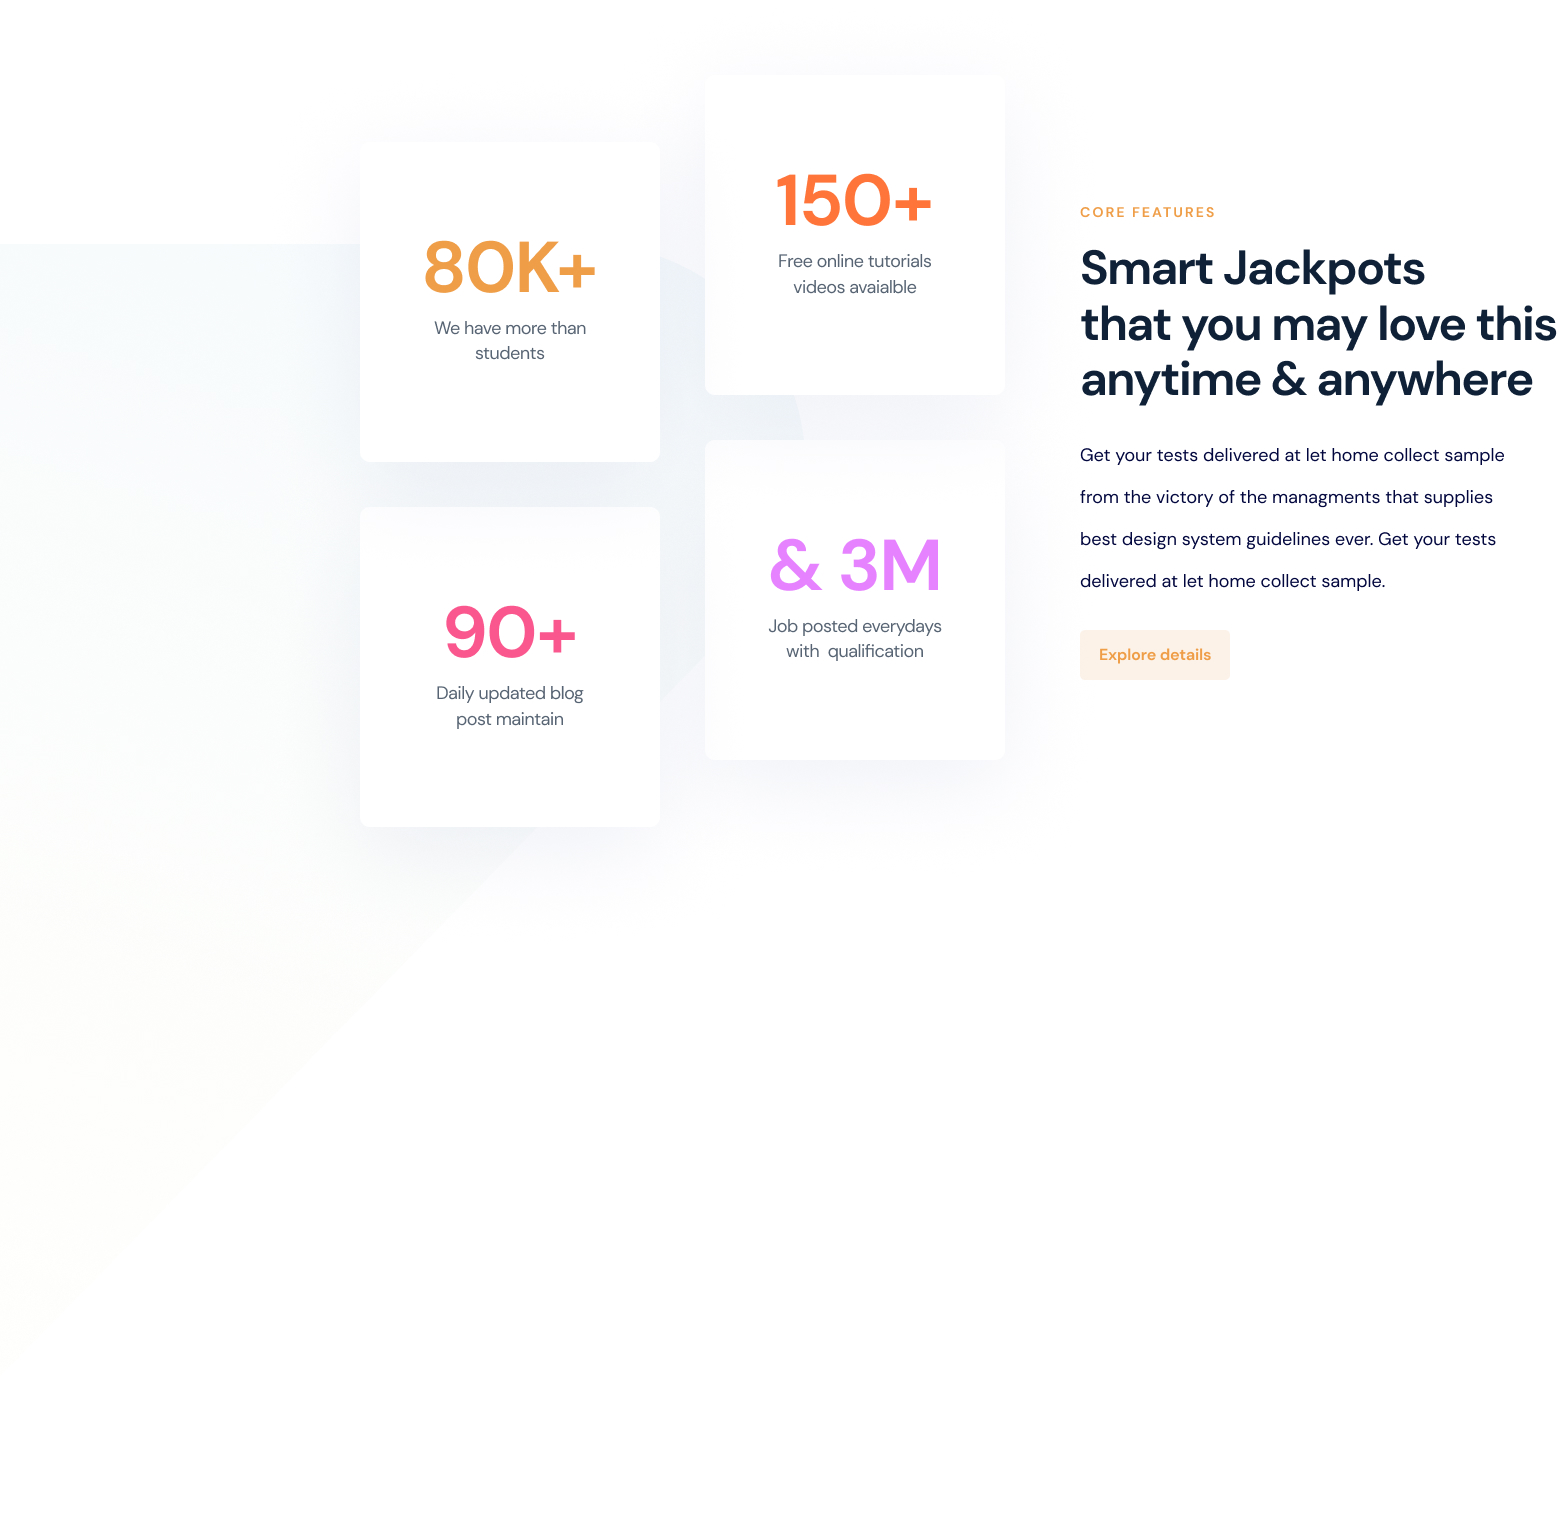 80K+
We have more than
students
150+
Free online tutorials
videos avaialble
90+
Daily updated blog
post maintain
& 3M
Job posted everydays
with  qualification
CORE FEATURES
Smart Jackpots
that you may love this
anytime & anywhere
Get your tests delivered at let home collect sample
from the victory of the managments that supplies
best design system guidelines ever. Get your tests
delivered at let home collect sample.
Explore details